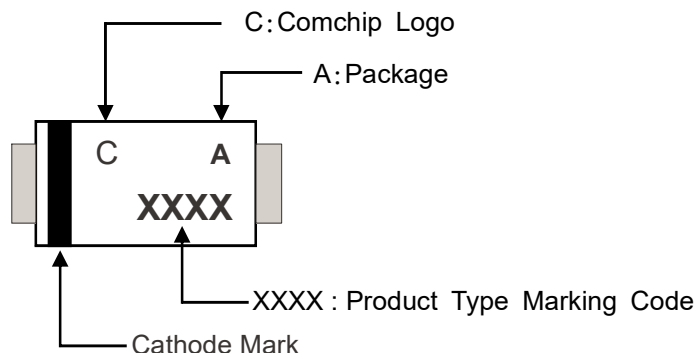 C:Comchip Logo
A:Package
C A
XXXX
XXXX : Product Type Marking Code
Cathode Mark